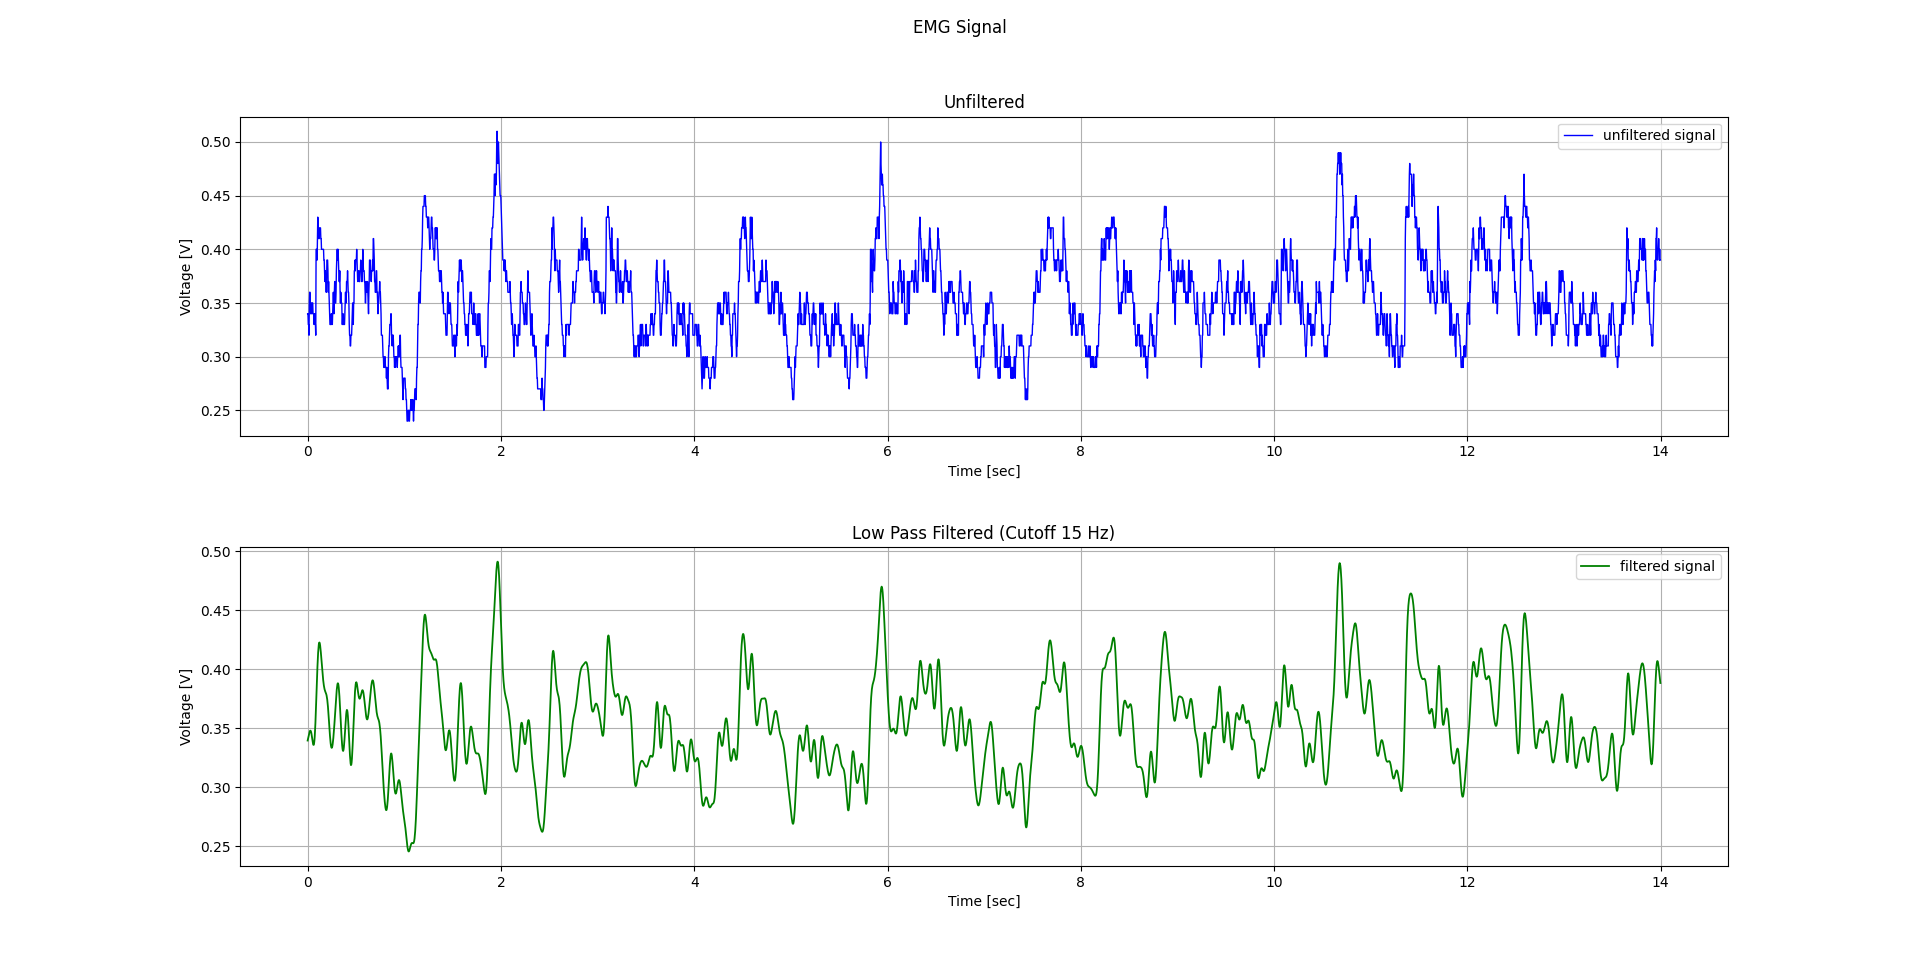 EMG Signal
Unfiltered
unfiltered signal
0.50
0.45
0.40
0.35
0.30
0.25
Voltage [V]
0 2 4 6 8 10 12 14
Time [sec]
Low Pass Filtered (Cutoff 15 Hz)
filtered signal
0.50
0.45
0.40
0.35
0.30
0.25
Voltage [V]
0 2 4 6 8 10 12 14
Time [sec]